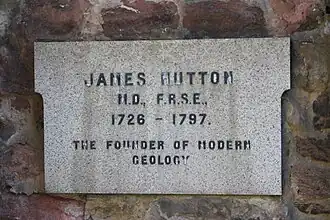 JAMES HUTTON
M.D., F.R.S.E.,
1726 - 1797.
THE FOUNDER OF MODERN
GEOLOGY